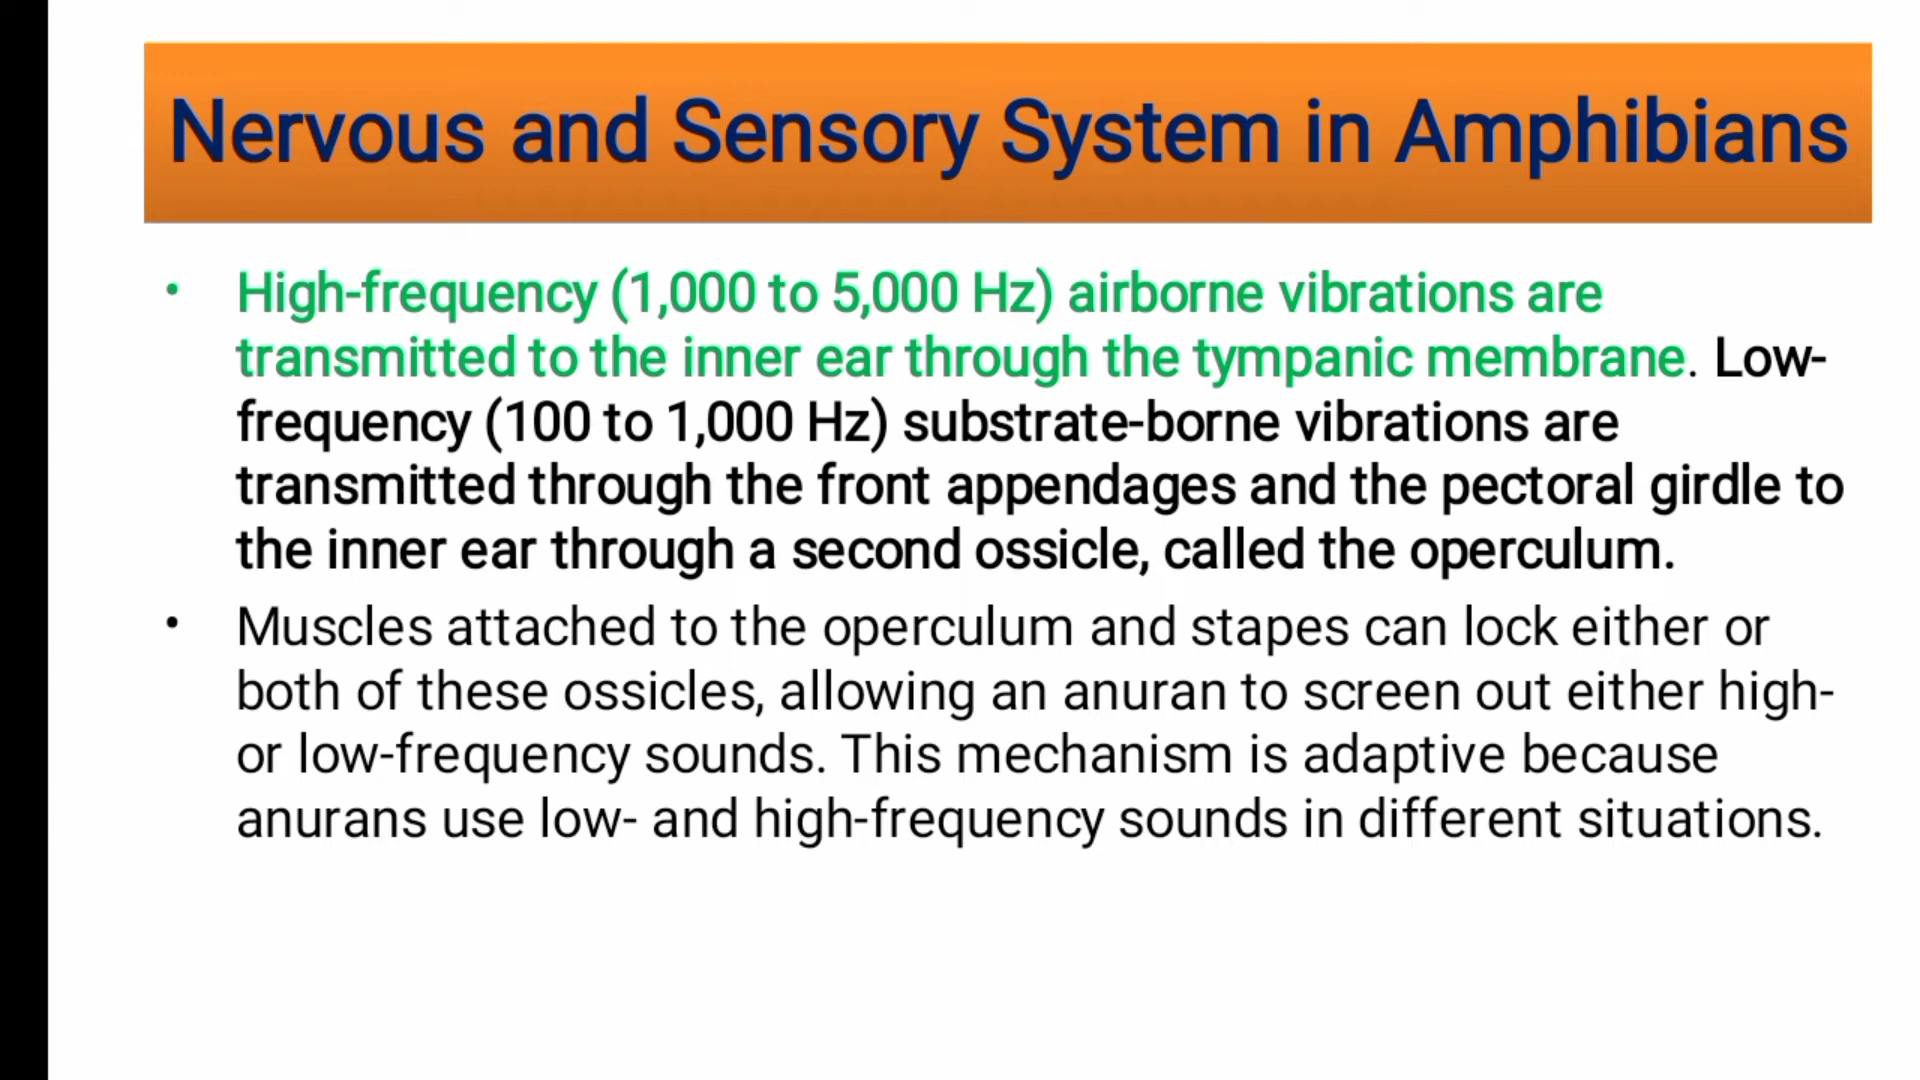 Nervous and Sensory System in Amphibians
• High-frequency (1,000 to 5,000 Hz) airborne vibrations are
transmitted to the inner ear through the tympanic membrane. Low-
frequency (100 to 1,000 Hz) substrate-borne vibrations are
transmitted through the front appendages and the pectoral girdle to
the inner ear through a second ossicle, called the operculum.
• Muscles attached to the operculum and stapes can lock either or
both of these ossicles, allowing an anuran to screen out either high-
or low-frequency sounds. This mechanism is adaptive because
anurans use low- and high-frequency sounds in different situations.